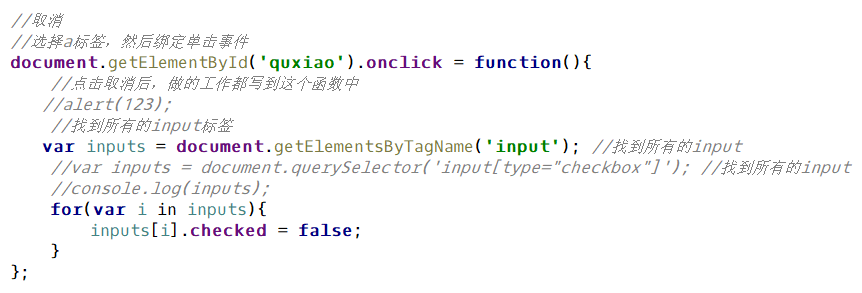 //取消
//选择a标签，然后绑定单击事件
document.getElementById('quxiao').onclick = function(){
//点击取消后，做的工作都写到这个函数中
//alert(123);
//找到所有的input标签
var inputs = document.getElementsByTagName('input'); //找到所有的input
//var inputs = document.querySelector('input[type="checkbox"]'); //找到所有的input
//console.log(inputs);
for(var i in inputs){
inputs[i].checked = false;
}
};